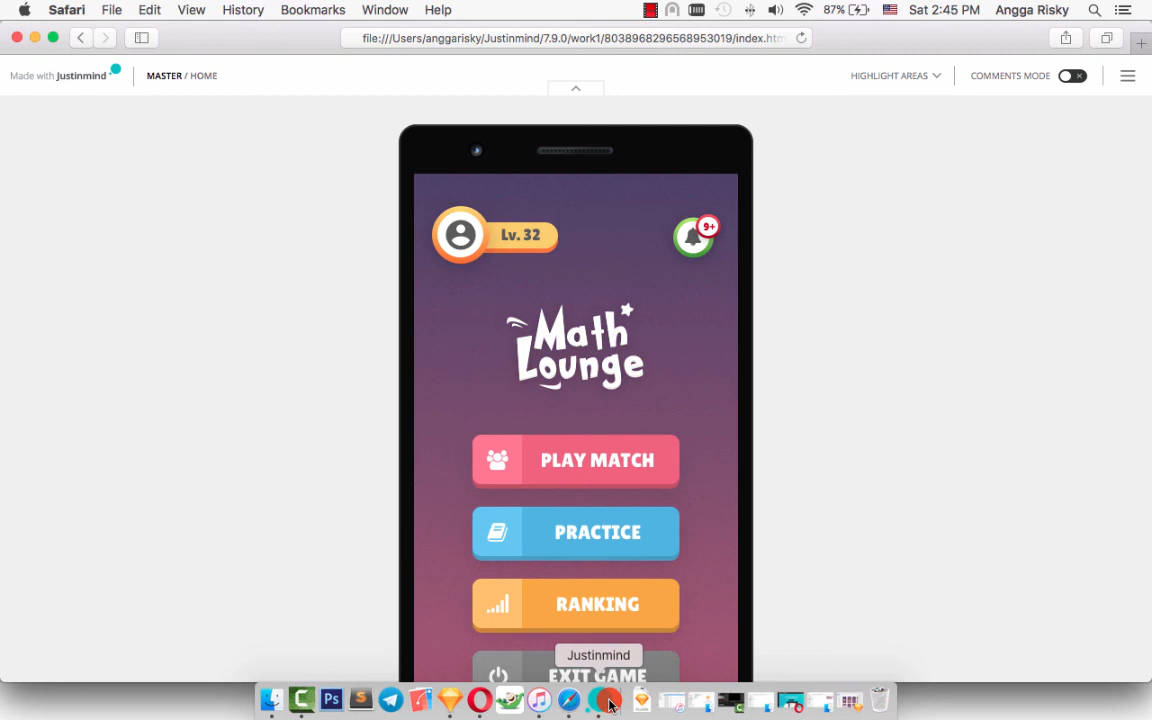 Safari File Edit View History Bookmarks Window Help 87% Sat 2:45 PM Angga Risky
file:///Users/anggarisky/Justinmind/7.9.0/work1/8038968296568953019/index.htm
Made with Justinmind MASTER / HOME HIGHLIGHT AREAS COMMENTS MODE
Lv. 32
9+
Math
Lounge
PLAY MATCH
PRACTICE
RANKING
Justinmind
EXIT GAME
Ps